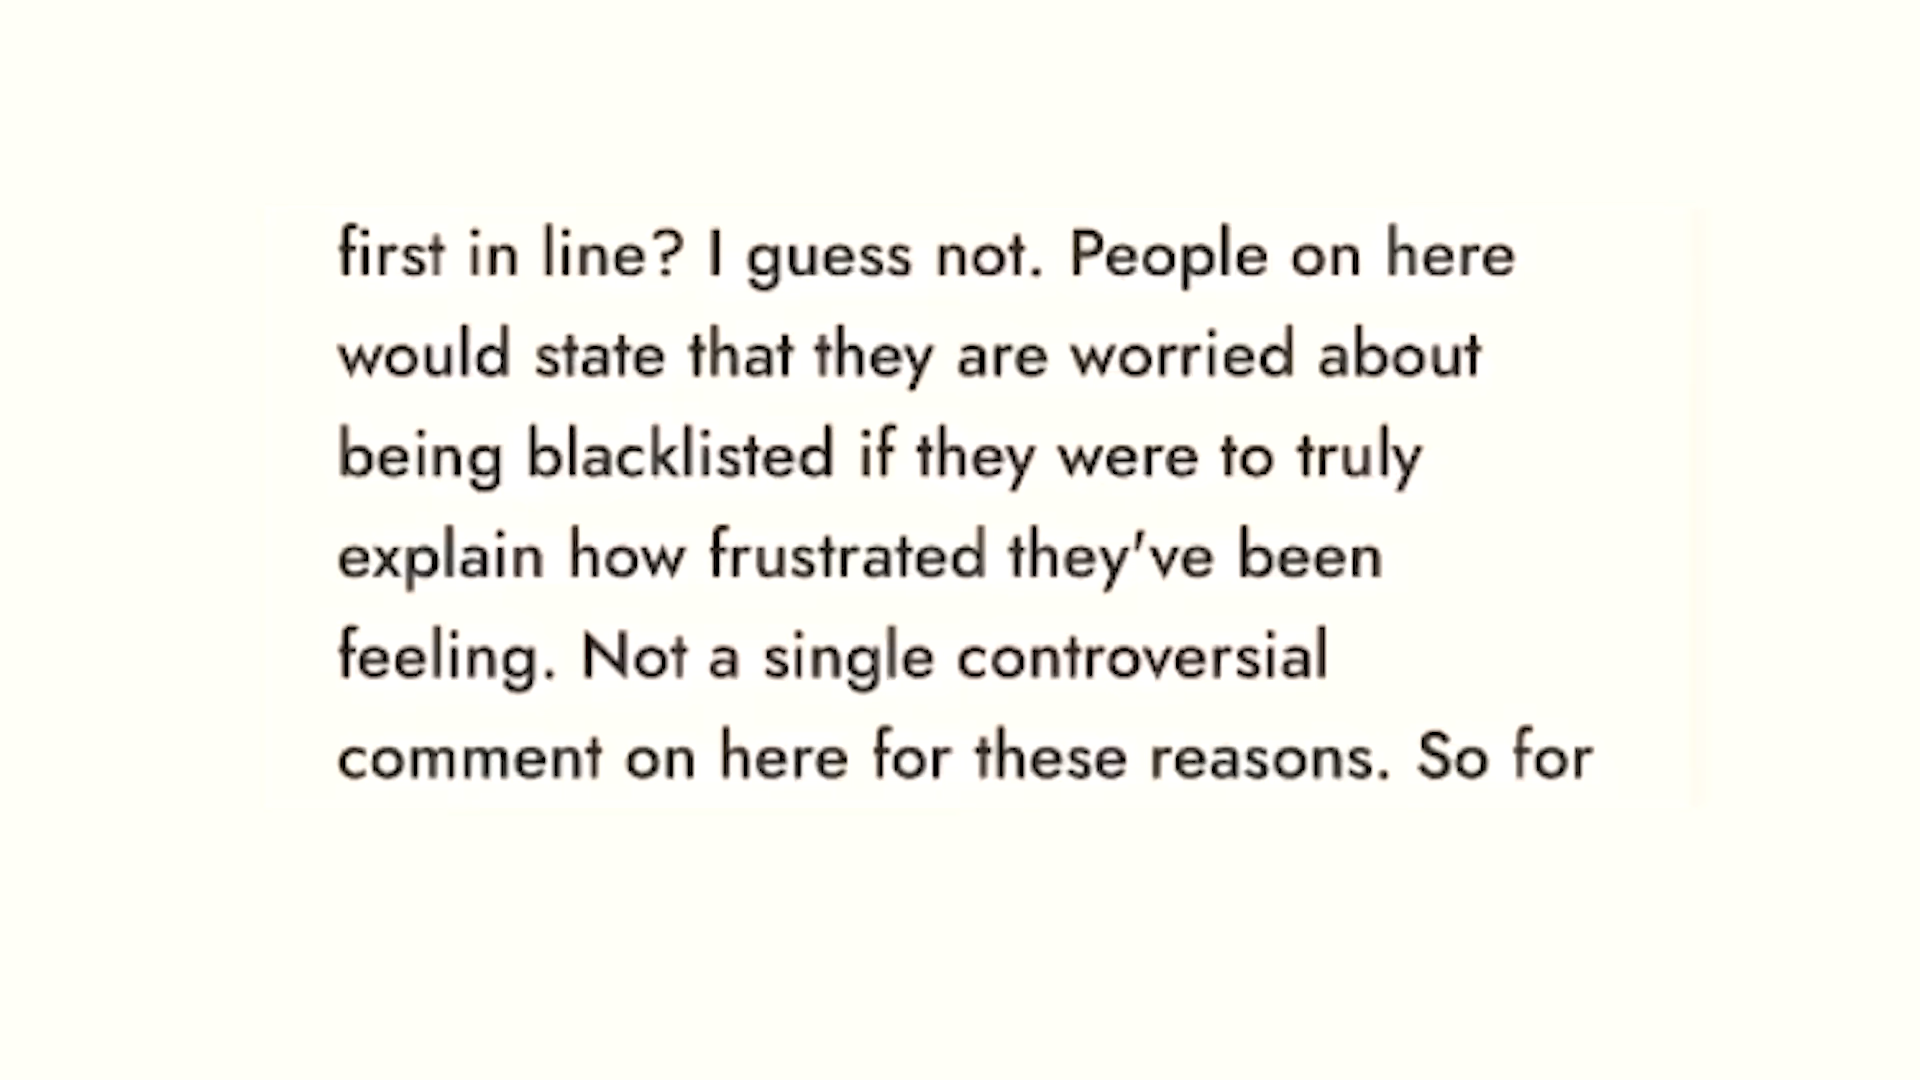 first in line? I guess not. People on here
would state that they are worried about
being blacklisted if they were to truly
explain how frustrated they've been
feeling. Not a single controversial
comment on here for these reasons. So for